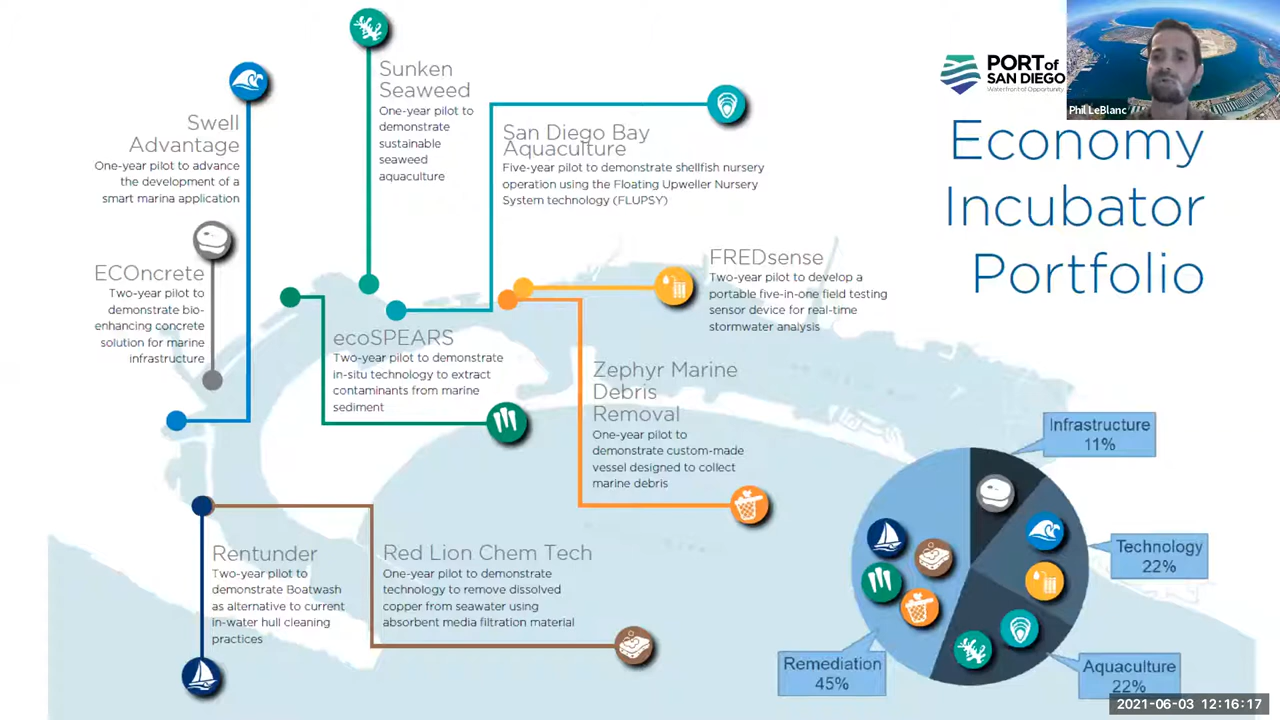 PORT of
SAN DIEGO
Waterfront of Opportunity
Phil LeBlanc
Economy
Incubator
Portfolio
Swell
Advantage
One-year pilot to advance
the development of a
smart marina application
Sunken
Seaweed
One-year pilot to
demonstrate
sustainable
seaweed
aquaculture
San Diego Bay
Aquaculture
Five-year pilot to demonstrate shellfish nursery
operation using the Floating Upweller Nursery
System technology (FLUPSY)
ECOncrete
Two-year pilot to
demonstrate bio-
enhancing concrete
solution for marine
infrastructure
FREDsense
Two-year pilot to develop a
portable five-in-one field testing
sensor device for real-time
stormwater analysis
ecoSPEARS
Two-year pilot to demonstrate
in-situ technology to extract
contaminants from marine
sediment
Zephyr Marine
Debris
Removal
One-year pilot to
demonstrate custom-made
vessel designed to collect
marine debris
Rentunder
Two-year pilot to
demonstrate Boatwash
as alternative to current
in-water hull cleaning
practices
Red Lion Chem Tech
One-year pilot to demonstrate
technology to remove dissolved
copper from seawater using
absorbent media filtration material
Infrastructure
11%
Technology
22%
Remediation
45%
Aquaculture
22%
2021-06-03 12:16:17